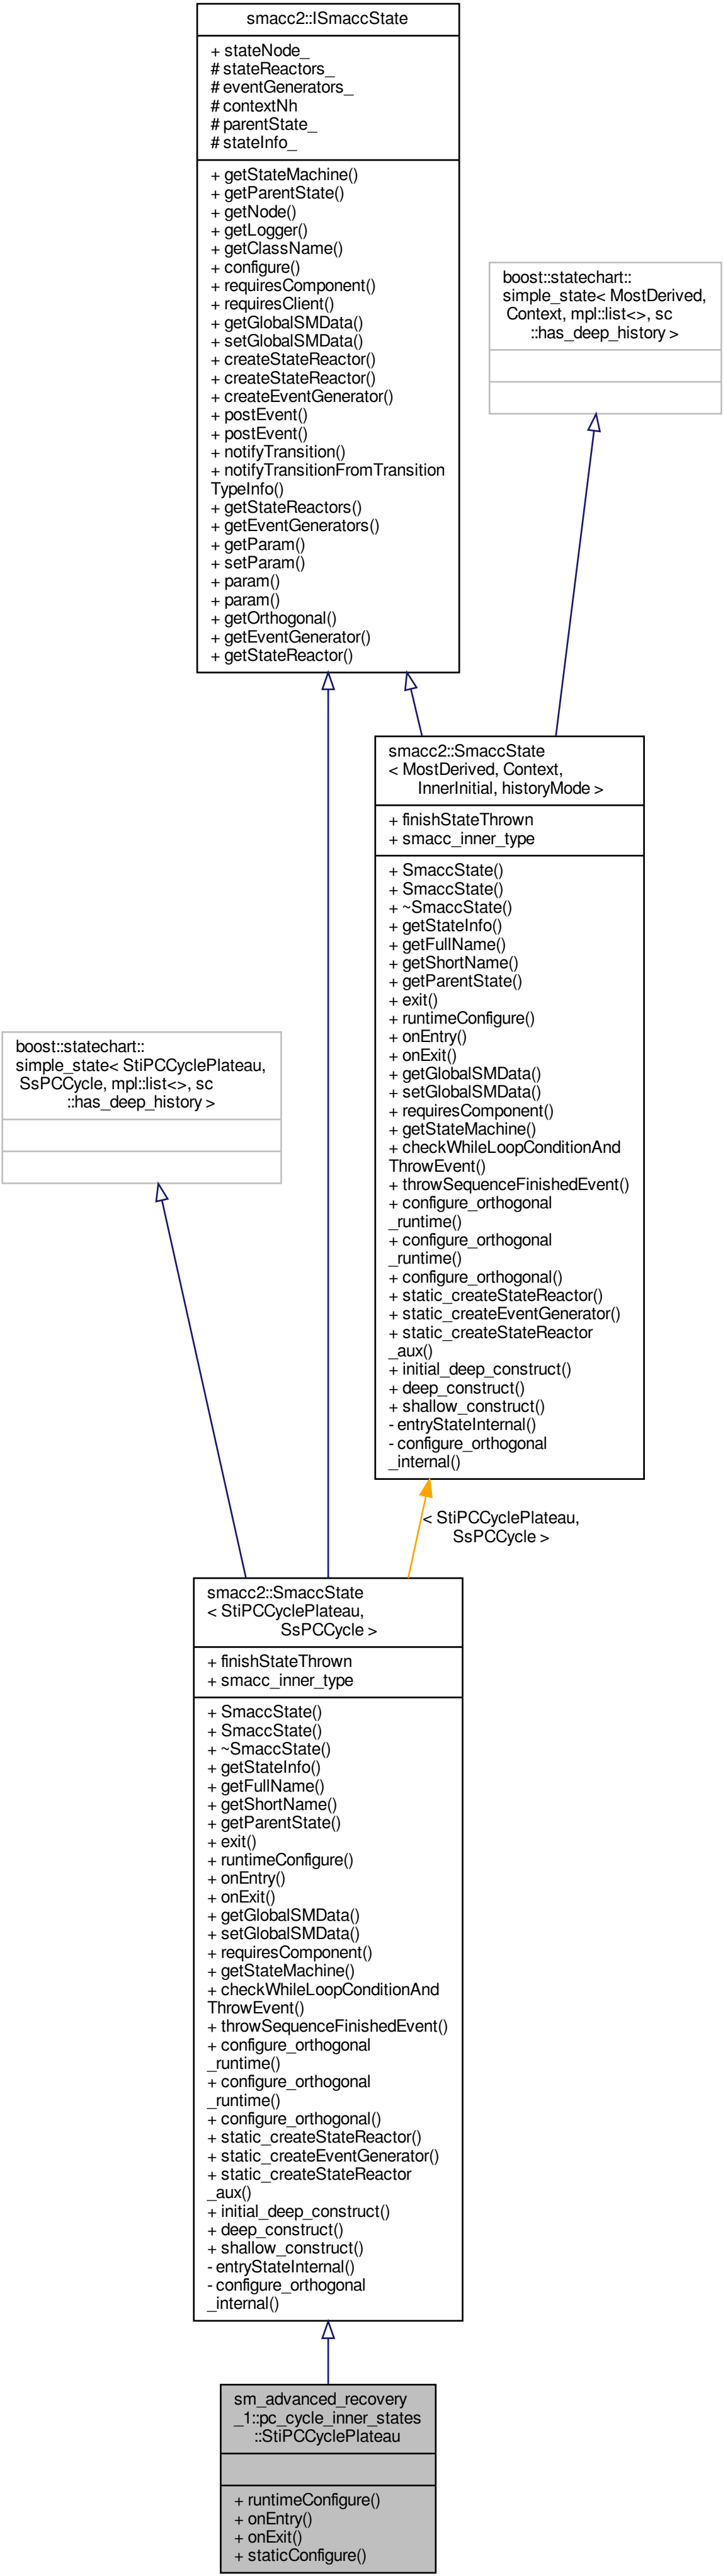 smacc2::ISmaccState
+ stateNode_
# stateReactors_
# eventGenerators_
# contextNh
# parentState_
# stateInfo_
+ getStateMachine()
+ getParentState()
+ getNode()
+ getLogger()
+ getClassName()
+ configure()
+ requiresComponent()
+ requiresClient()
+ getGlobalSMData()
+ setGlobalSMData()
+ createStateReactor()
+ createStateReactor()
+ createEventGenerator()
+ postEvent()
+ postEvent()
+ notifyTransition()
+ notifyTransitionFromTransition
TypeInfo()
+ getStateReactors()
+ getEventGenerators()
+ getParam()
+ setParam()
+ param()
+ param()
+ getOrthogonal()
+ getEventGenerator()
+ getStateReactor()
boost::statechart::
simple_state< MostDerived,
Context, mpl::list<>, sc
::has_deep_history >
smacc2::SmaccState
< MostDerived, Context,
InnerInitial, historyMode >
+ finishStateThrown
+ smacc_inner_type
+ SmaccState()
+ SmaccState()
+ ~SmaccState()
+ getStateInfo()
+ getFullName()
+ getShortName()
+ getParentState()
+ exit()
+ runtimeConfigure()
+ onEntry()
+ onExit()
+ getGlobalSMData()
+ setGlobalSMData()
+ requiresComponent()
+ getStateMachine()
+ checkWhileLoopConditionAnd
ThrowEvent()
+ throwSequenceFinishedEvent()
+ configure_orthogonal
_runtime()
+ configure_orthogonal
_runtime()
+ configure_orthogonal()
+ static_createStateReactor()
+ static_createEventGenerator()
+ static_createStateReactor
_aux()
+ initial_deep_construct()
+ deep_construct()
+ shallow_construct()
- entryStateInternal()
- configure_orthogonal
_internal()
boost::statechart::
simple_state< StiPCCyclePlateau,
SsPCCycle, mpl::list<>, sc
::has_deep_history >
< StiPCCyclePlateau,
SsPCCycle >
smacc2::SmaccState
< StiPCCyclePlateau,
SsPCCycle >
+ finishStateThrown
+ smacc_inner_type
+ SmaccState()
+ SmaccState()
+ ~SmaccState()
+ getStateInfo()
+ getFullName()
+ getShortName()
+ getParentState()
+ exit()
+ runtimeConfigure()
+ onEntry()
+ onExit()
+ getGlobalSMData()
+ setGlobalSMData()
+ requiresComponent()
+ getStateMachine()
+ checkWhileLoopConditionAnd
ThrowEvent()
+ throwSequenceFinishedEvent()
+ configure_orthogonal
_runtime()
+ configure_orthogonal
_runtime()
+ configure_orthogonal()
+ static_createStateReactor()
+ static_createEventGenerator()
+ static_createStateReactor
_aux()
+ initial_deep_construct()
+ deep_construct()
+ shallow_construct()
- entryStateInternal()
- configure_orthogonal
_internal()
sm_advanced_recovery
_1::pc_cycle_inner_states
::StiPCCyclePlateau
+ runtimeConfigure()
+ onEntry()
+ onExit()
+ staticConfigure()